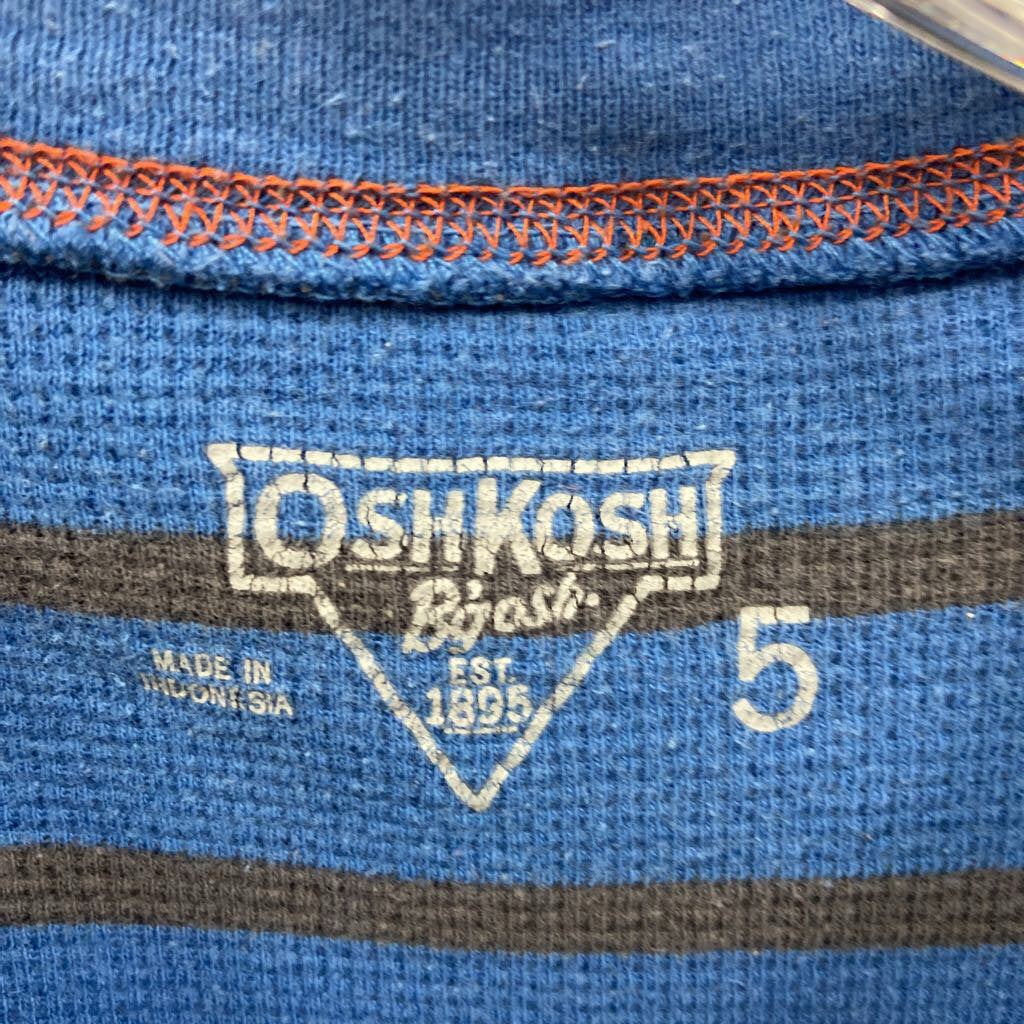 OSHKOSH
B'gosh
EST.
1895
MADE IN
INDONESIA
5